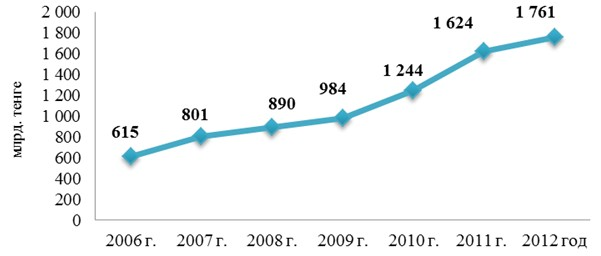 млрд. тенге
2 000
1 800
1 600
1 400
1 200
1 000
800
600
400
200
0
615
801
890
984
1 244
1 624
1 761
2006 г.
2007 г.
2008 г.
2009 г.
2010 г.
2011 г.
2012 год